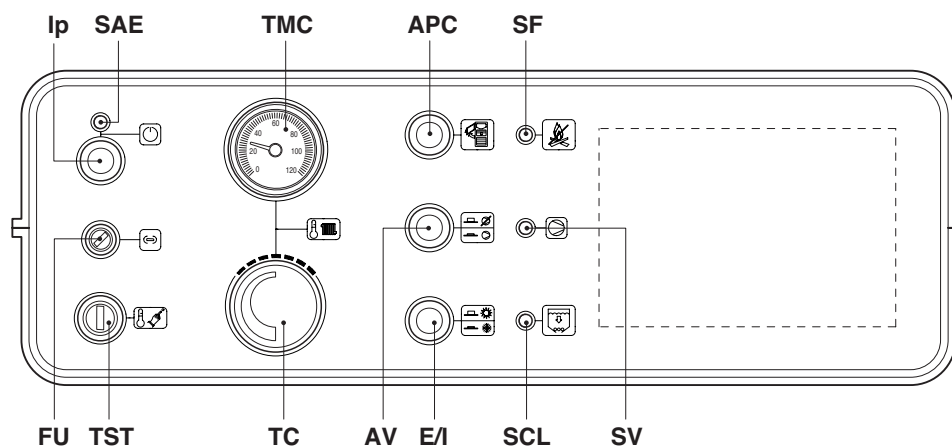 Ip SAE TMC APC SF
60
40 80
20 100
0 120
FU TST TC AV E/I SCL SV